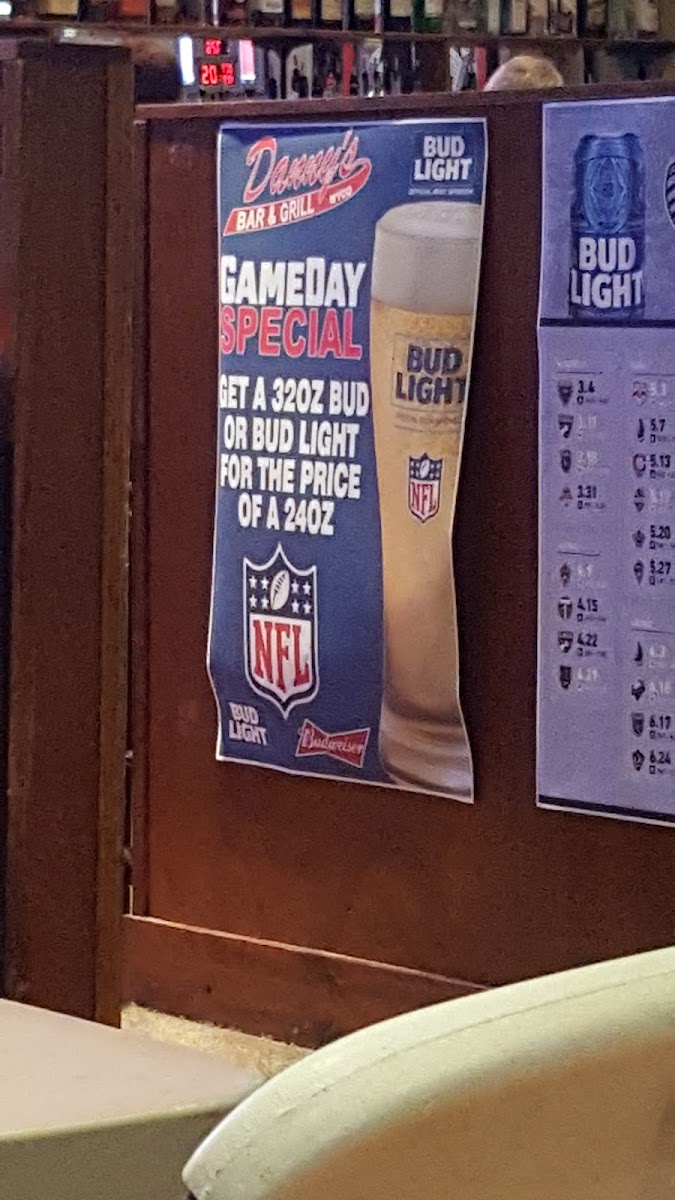 Danny's
BAR & GRILL
BUD
LIGHT
GAMEDAY
SPECIAL
GET A 32OZ BUD
OR BUD LIGHT
FOR THE PRICE
OF A 24OZ
BUD
LIGHT
NFL
NFL
BUD
LIGHT
Budweiser
BUD
LIGHT
3.4
3.31
4.15
4.22
5.7
5.13
5.20
5.27
6.17
6.24